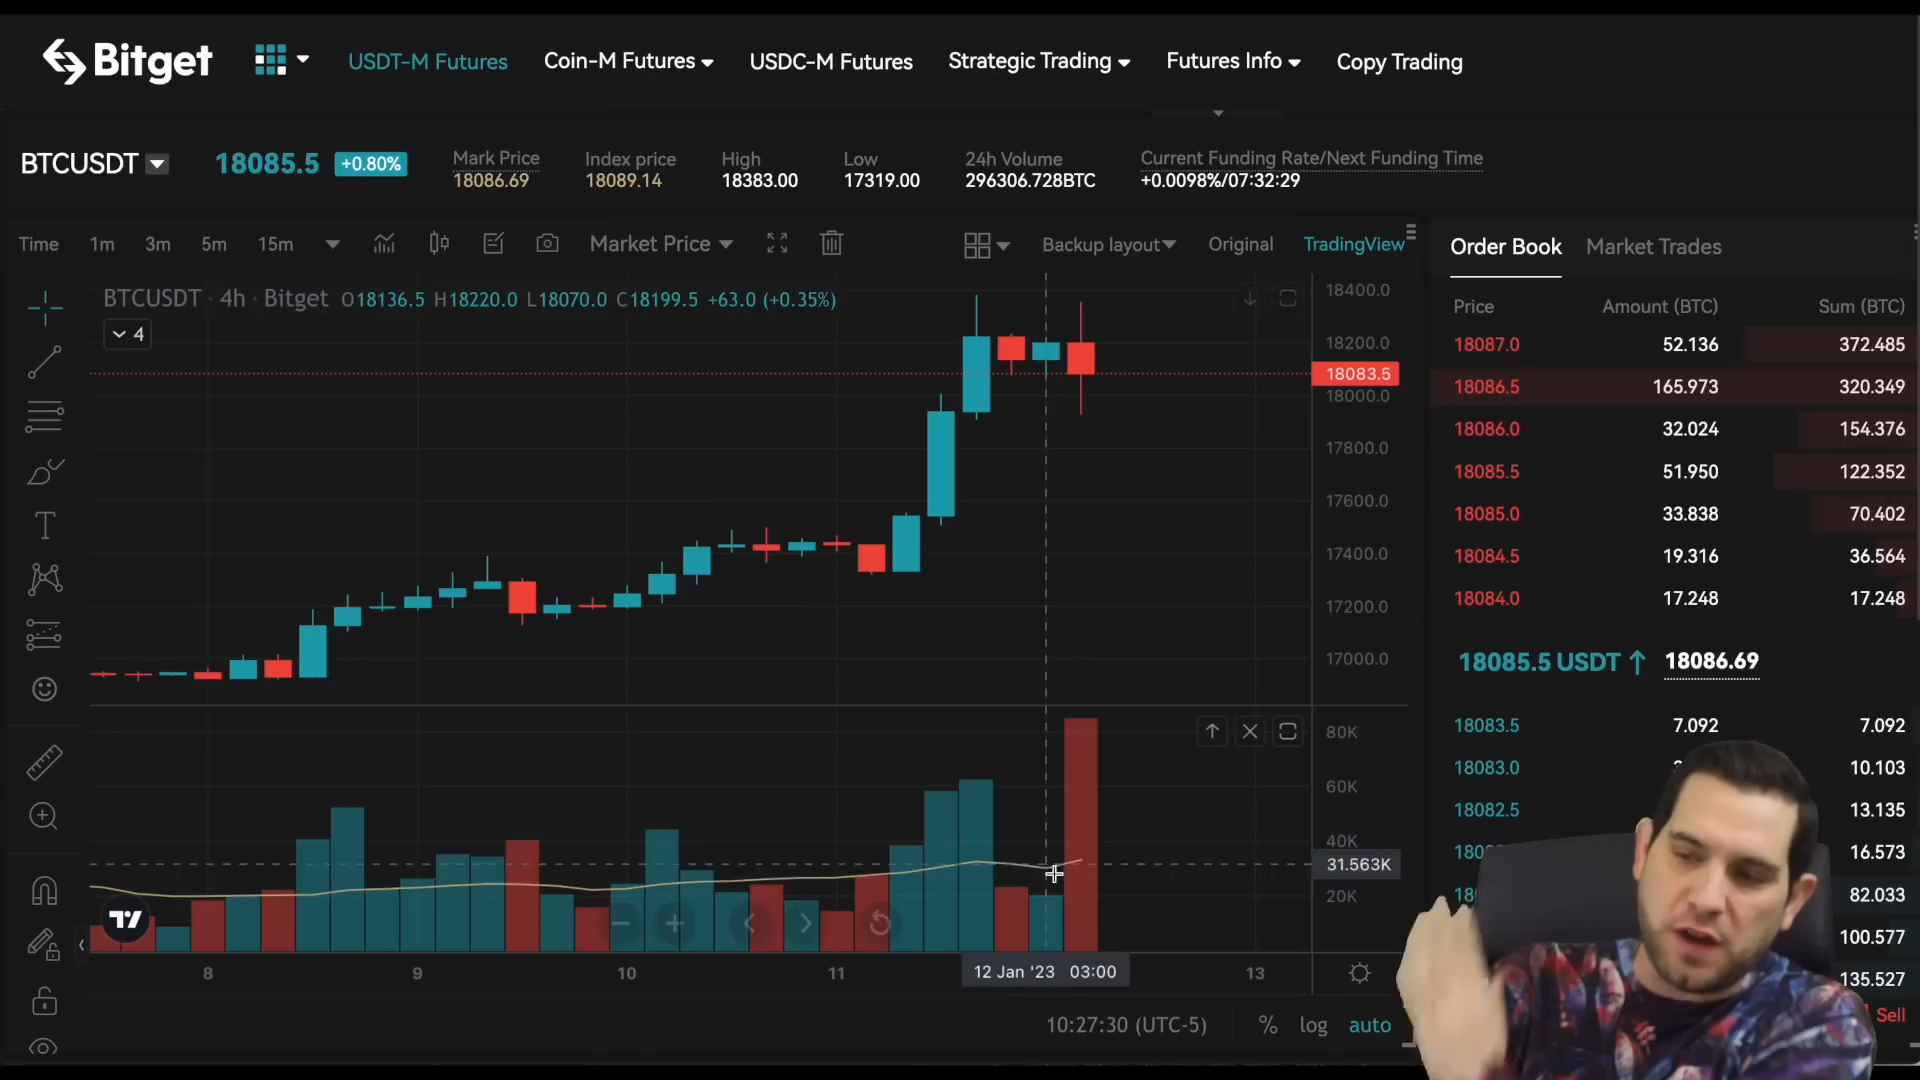 Bitget USDT-M Futures Coin-M Futures USDC-M Futures Strategic Trading Futures Info Copy Trading
BTCUSDT 18085.5 +0.80%
Mark Price Index price High Low 24h Volume Current Funding Rate/Next Funding Time
18086.69 18089.14 18383.00 17319.00 296306.728BTC +0.0098%/07:32:29
Time 1m 3m 5m 15m Market Price Backup layout Original TradingView
Order Book Market Trades
BTCUSDT · 4h · Bitget O18136.5 H18220.0 L18070.0 C18199.5 +63.0 (+0.35%)
4
18400.0
18200.0
18083.5
18000.0
17800.0
17600.0
17400.0
17200.0
17000.0
80K
60K
40K
31.563K
20K
8 9 10 11 12 Jan '23 03:00 13
10:27:30 (UTC-5) % log auto
Price Amount (BTC) Sum (BTC)
18087.0 52.136 372.485
18086.5 165.973 320.349
18086.0 32.024 154.376
18085.5 51.950 122.352
18085.0 33.838 70.402
18084.5 19.316 36.564
18084.0 17.248 17.248
18085.5 USDT 18086.69
18083.5 7.092 7.092
18083.0 10.103
18082.5 13.135
16.573
82.033
100.577
135.527
Sell